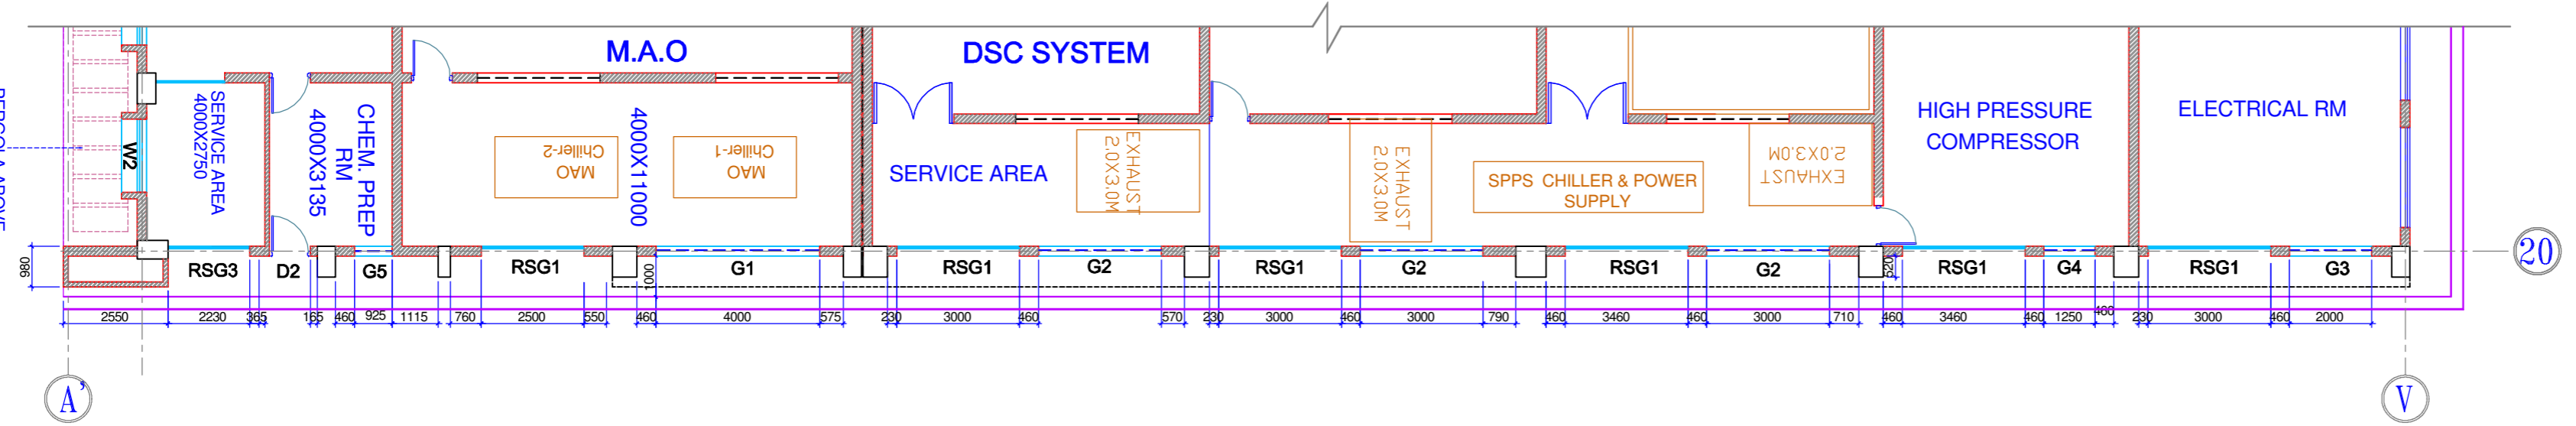 M.A.O
DSC SYSTEM
SERVICE AREA
4000X2750
CHEM. PREP
RM
4000X3135
MAO
Chiller-2
4000X11000
MAO
Chiller-1
SERVICE AREA
EXHAUST
2.0X3.0M
EXHAUST
2.0X3.0M
SPPS CHILLER & POWER
SUPPLY
EXHAUST
2.0X3.0M
HIGH PRESSURE
COMPRESSOR
ELECTRICAL RM
W2
RSG3
D2
G5
RSG1
G1
RSG1
G2
RSG1
G2
RSG1
G2
RSG1
G4
RSG1
G3
20
980
1000
520
2550
2230
365
165
460
925
1115
760
2500
550
460
4000
575
230
3000
460
570
230
3000
460
3000
790
460
3460
460
3000
710
460
3460
460
1250
460
230
3000
460
2000
A'
V